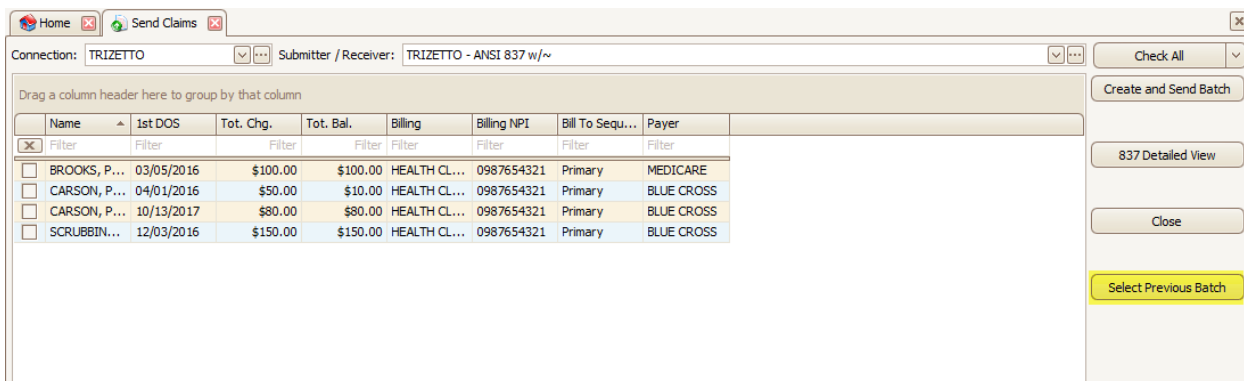 Home Send Claims
Connection: TRIZETTO Submitter / Receiver: TRIZETTO - ANSI 837 w/~ Check All
Drag a column header here to group by that column Create and Send Batch
Name 1st DOS Tot. Chg. Tot. Bal. Billing Billing NPI Bill To Sequ... Payer
Filter Filter Filter Filter Filter Filter Filter Filter
837 Detailed View
BROOKS, P... 03/05/2016 $100.00 $100.00 HEALTH CL... 0987654321 Primary MEDICARE
CARSON, P... 04/01/2016 $50.00 $10.00 HEALTH CL... 0987654321 Primary BLUE CROSS
CARSON, P... 10/13/2017 $80.00 $80.00 HEALTH CL... 0987654321 Primary BLUE CROSS
SCRUBBIN... 12/03/2016 $150.00 $150.00 HEALTH CL... 0987654321 Primary BLUE CROSS
Close
Select Previous Batch